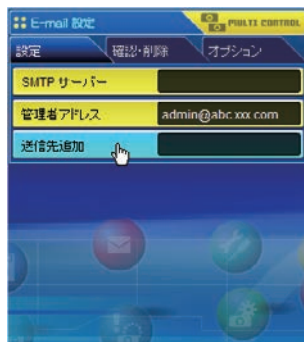 E-mail 設定
MULTI CONTROL
設定 確認・削除 オプション
SMTP サーバー
管理者アドレス admin@abc.xxx.com
送信先追加